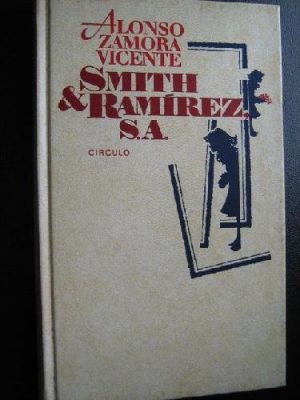 ALONSO
ZAMORA
VICENTE
SMITH
& RAMÍREZ,
S.A.
CIRCULO